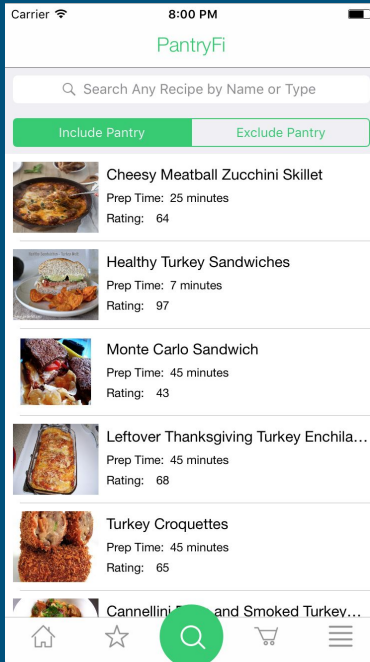 Carrier 8:00 PM
PantryFi
Search Any Recipe by Name or Type
Include Pantry Exclude Pantry
Cheesy Meatball Zucchini Skillet
Prep Time: 25 minutes
Rating: 64
Healthy Turkey Sandwiches
Prep Time: 7 minutes
Rating: 97
Monte Carlo Sandwich
Prep Time: 45 minutes
Rating: 43
Leftover Thanksgiving Turkey Enchila...
Prep Time: 45 minutes
Rating: 68
Turkey Croquettes
Prep Time: 45 minutes
Rating: 65
Cannellini and Smoked Turkey...